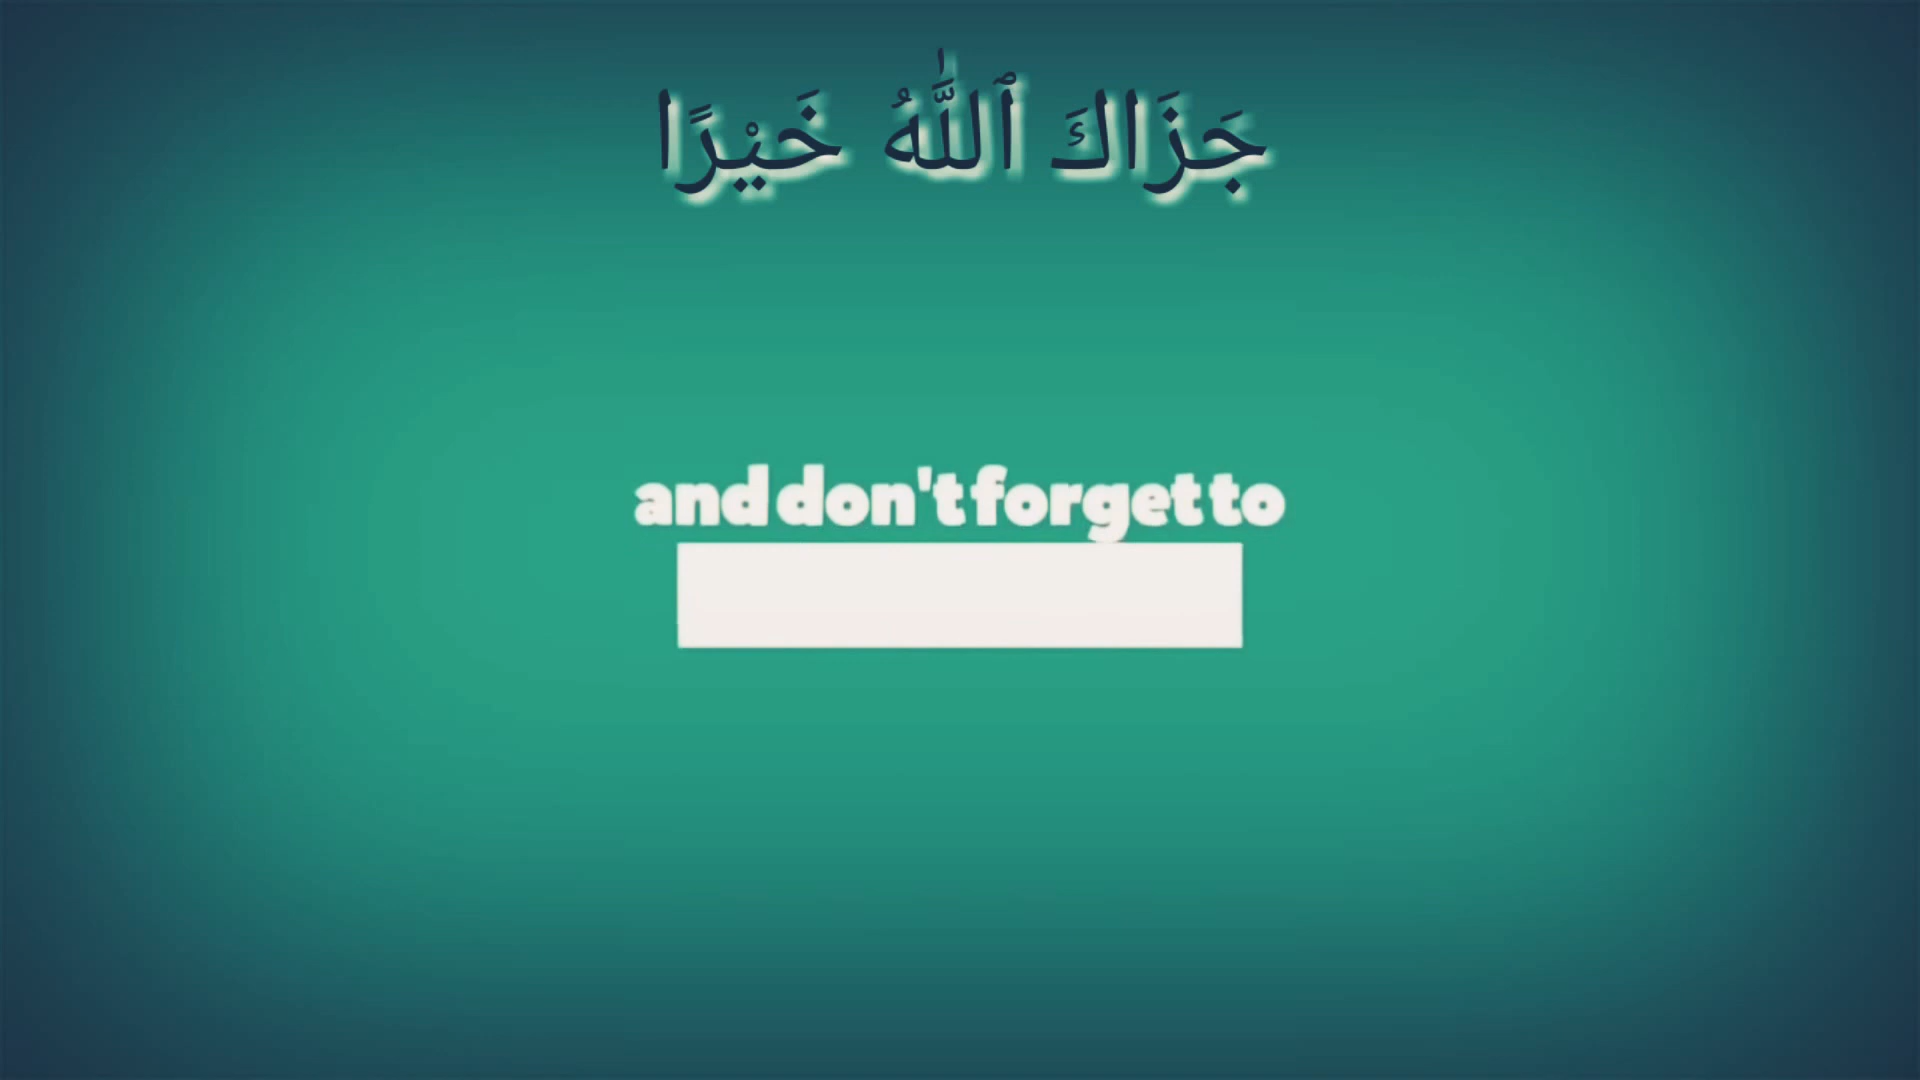 جَزَاكَ ٱللَّٰهُ خَيْرًا
and don't forget to